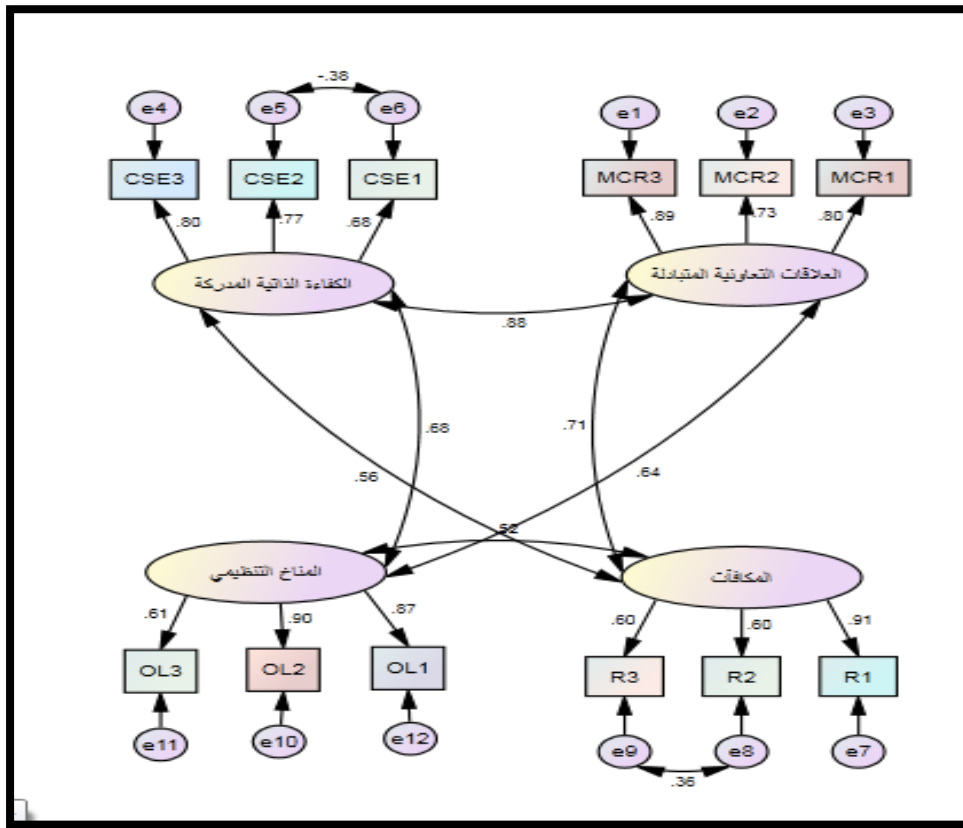 -.38
e4
e5
e6
e1
e2
e3
CSE3
CSE2
CSE1
MCR3
MCR2
MCR1
.80
.77
.68
.89
.73
.80
الكفاءة الذاتية المدركة
العلاقات التعاونية المتبادلة
.88
.68
.71
.56
.64
.52
المناخ التنظيمي
المكافآت
.61
.90
.87
.60
.60
.91
OL3
OL2
OL1
R3
R2
R1
e11
e10
e12
e9
e8
e7
.36